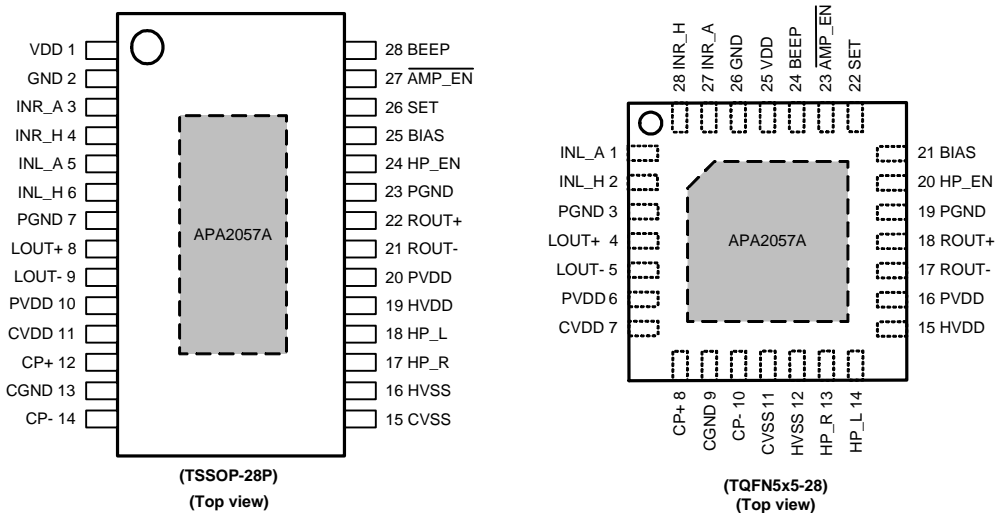 VDD 1
GND 2
INR_A 3
INR_H 4
INL_A 5
INL_H 6
PGND 7
LOUT+ 8
LOUT- 9
PVDD 10
CVDD 11
CP+ 12
CGND 13
CP- 14
APA2057A
28 BEEP
27 AMP_EN
26 SET
25 BIAS
24 HP_EN
23 PGND
22 ROUT+
21 ROUT-
20 PVDD
19 HVDD
18 HP_L
17 HP_R
16 HVSS
15 CVSS
(TSSOP-28P)
(Top view)
28 INR_H
27 INR_A
26 GND
25 VDD
24 BEEP
23 AMP_EN
22 SET
INL_A 1
INL_H 2
PGND 3
LOUT+ 4
LOUT- 5
PVDD 6
CVDD 7
APA2057A
21 BIAS
20 HP_EN
19 PGND
18 ROUT+
17 ROUT-
16 PVDD
15 HVDD
CP+ 8
CGND 9
CP- 10
CVSS 11
HVSS 12
HP_R 13
HP_L 14
(TQFN5x5-28)
(Top view)